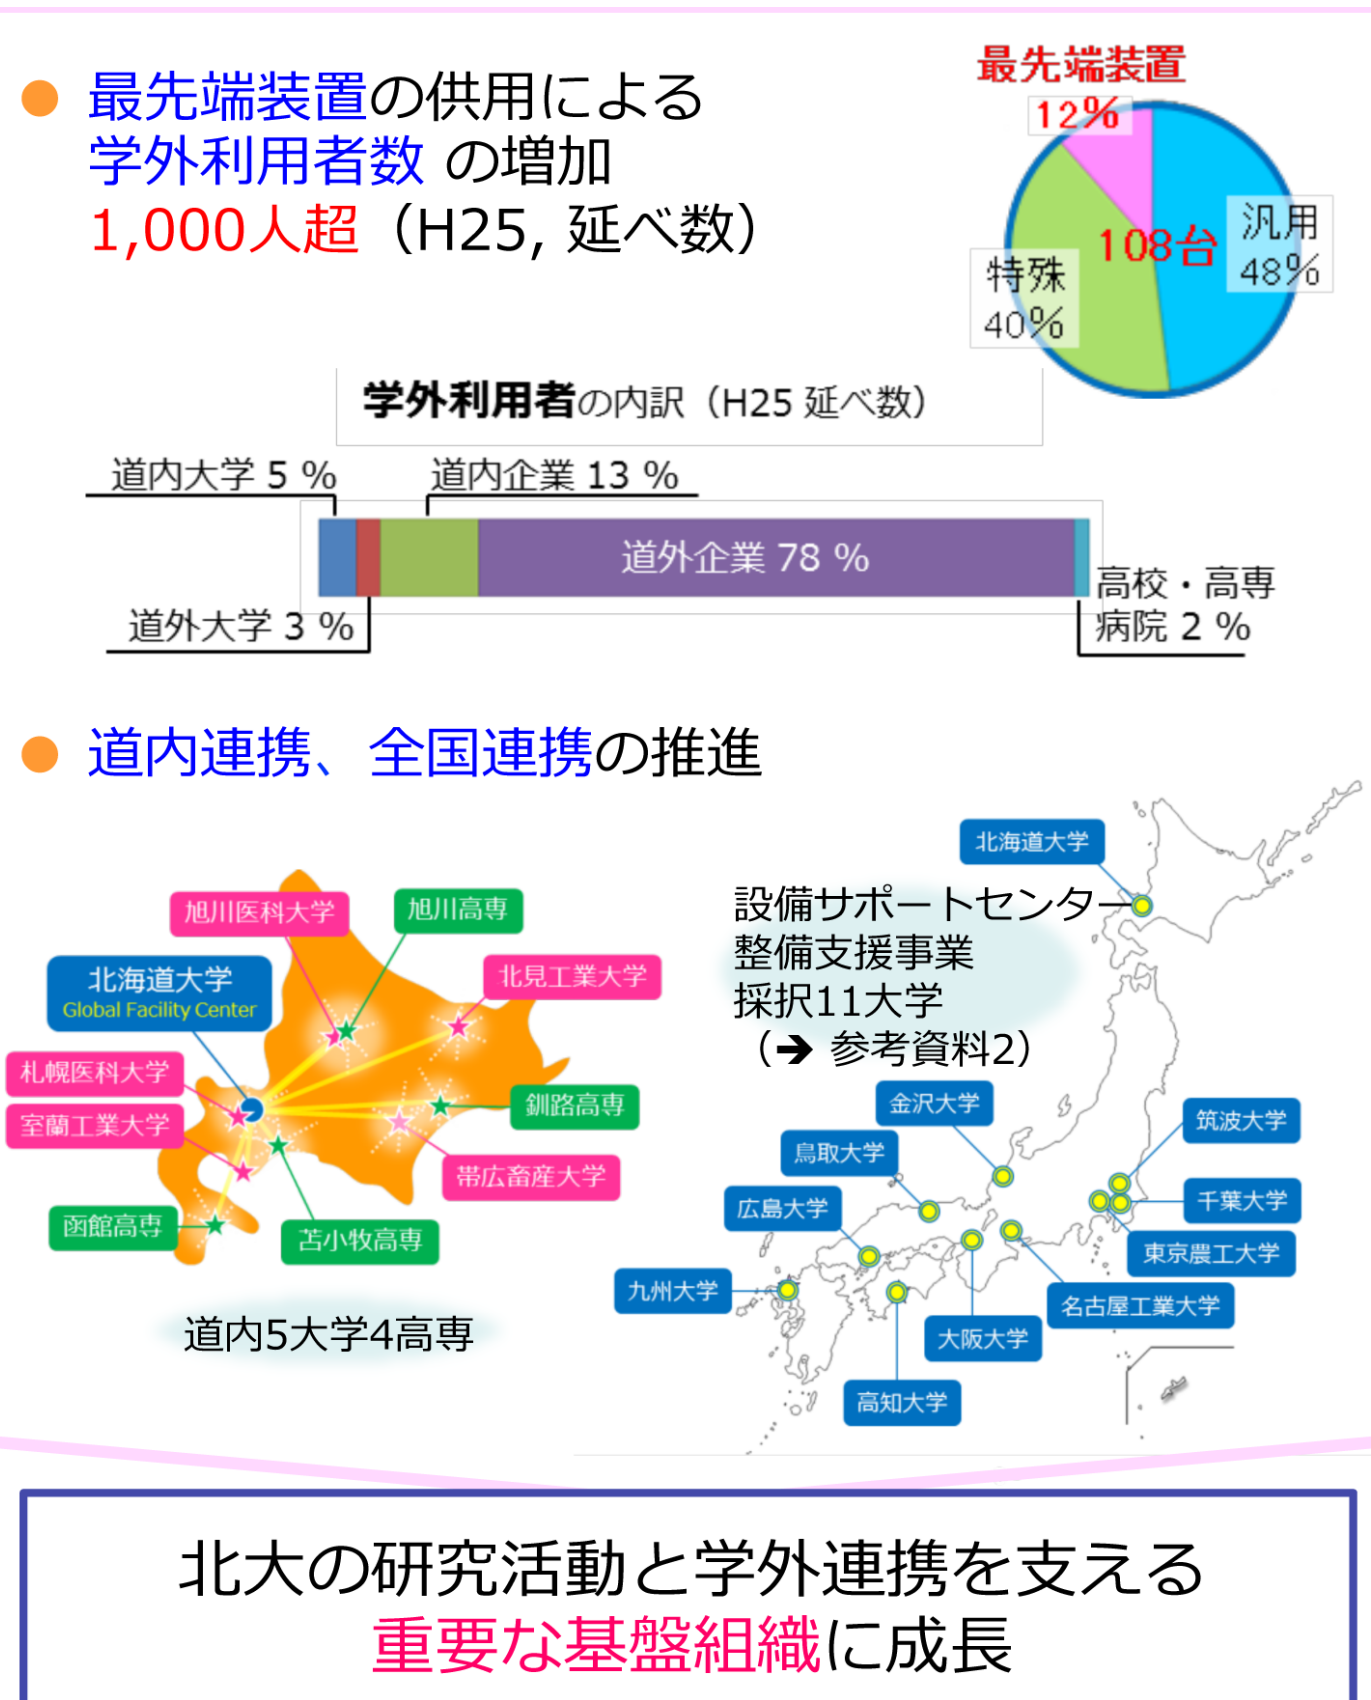 最先端装置の供用による
学外利用者数 の増加
1,000人超（H25, 延べ数）
最先端装置
12%
108台
汎用
48%
特殊
40%
学外利用者の内訳（H25 延べ数）
道内大学 5 %
道内企業 13 %
道外企業 78 %
道外大学 3 %
高校・高専
病院 2 %
道内連携、全国連携の推進
旭川医科大学
旭川高専
北海道大学
Global Facility Center
北見工業大学
札幌医科大学
室蘭工業大学
釧路高専
帯広畜産大学
函館高専
苫小牧高専
道内5大学4高専
北海道大学
設備サポートセンター
整備支援事業
採択11大学
（➔ 参考資料2）
金沢大学
筑波大学
鳥取大学
広島大学
千葉大学
東京農工大学
九州大学
名古屋工業大学
大阪大学
高知大学
北大の研究活動と学外連携を支える
重要な基盤組織に成長